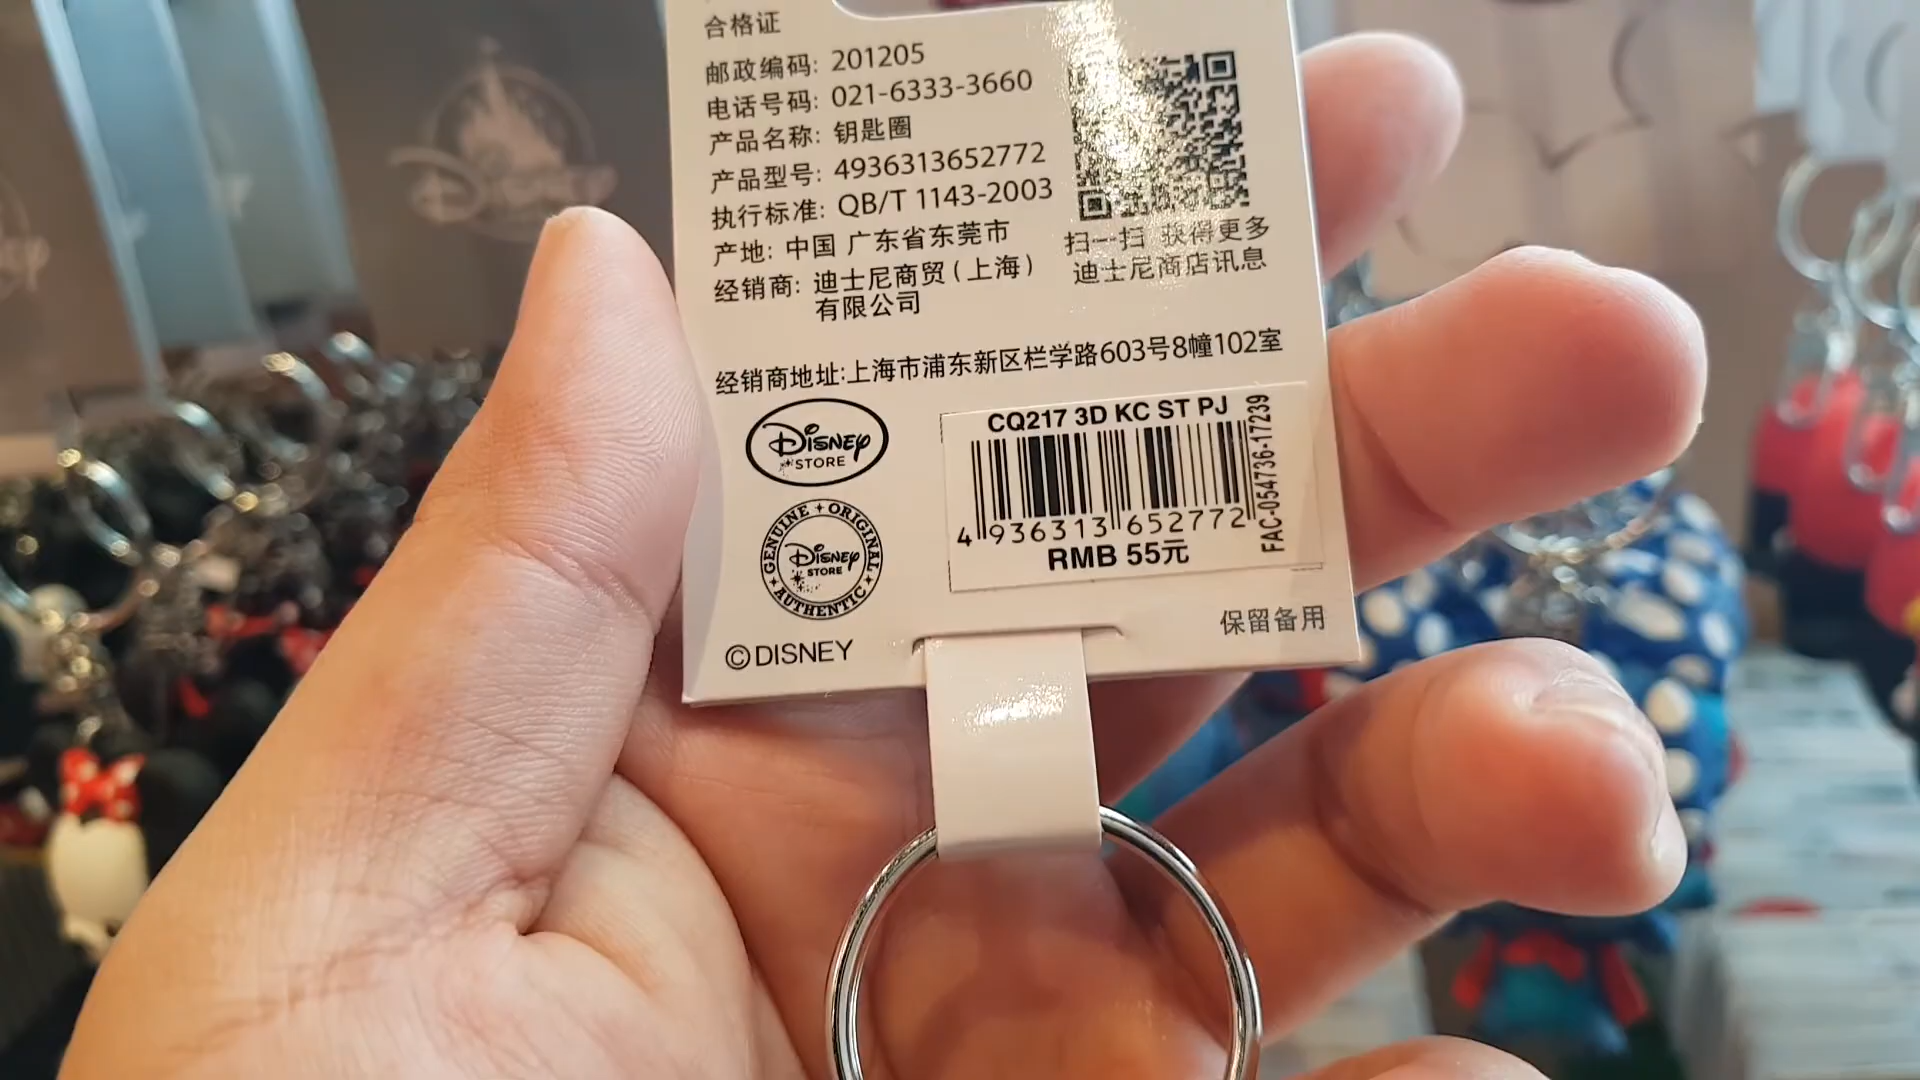 合格证
邮政编码: 201205
电话号码: 021-6333-3660
产品名称: 钥匙圈
产品型号: 4936313652772
执行标准: QB/T 1143-2003
产地: 中国 广东省东莞市
经销商: 迪士尼商贸(上海)
有限公司
扫一扫 获得更多
迪士尼商店讯息
经销商地址:上海市浦东新区栏学路603号8幢102室
Disney
STORE
CQ217 3D KC ST PJ
4 936313 652772
RMB 55元
FAC-054736-17239
GENUINE ORIGINAL
Disney
STORE
AUTHENTIC
©DISNEY
保留备用
Disney